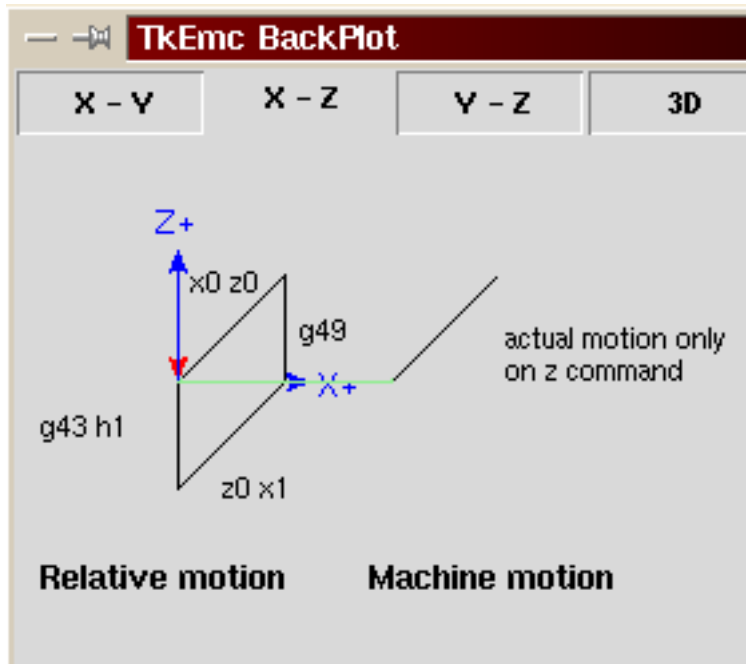 TkEmc BackPlot
X - Y
X - Z
Y - Z
3D
Z+
x0 z0
g49
actual motion only
on z command
X+
g43 h1
z0 x1
Relative motion
Machine motion